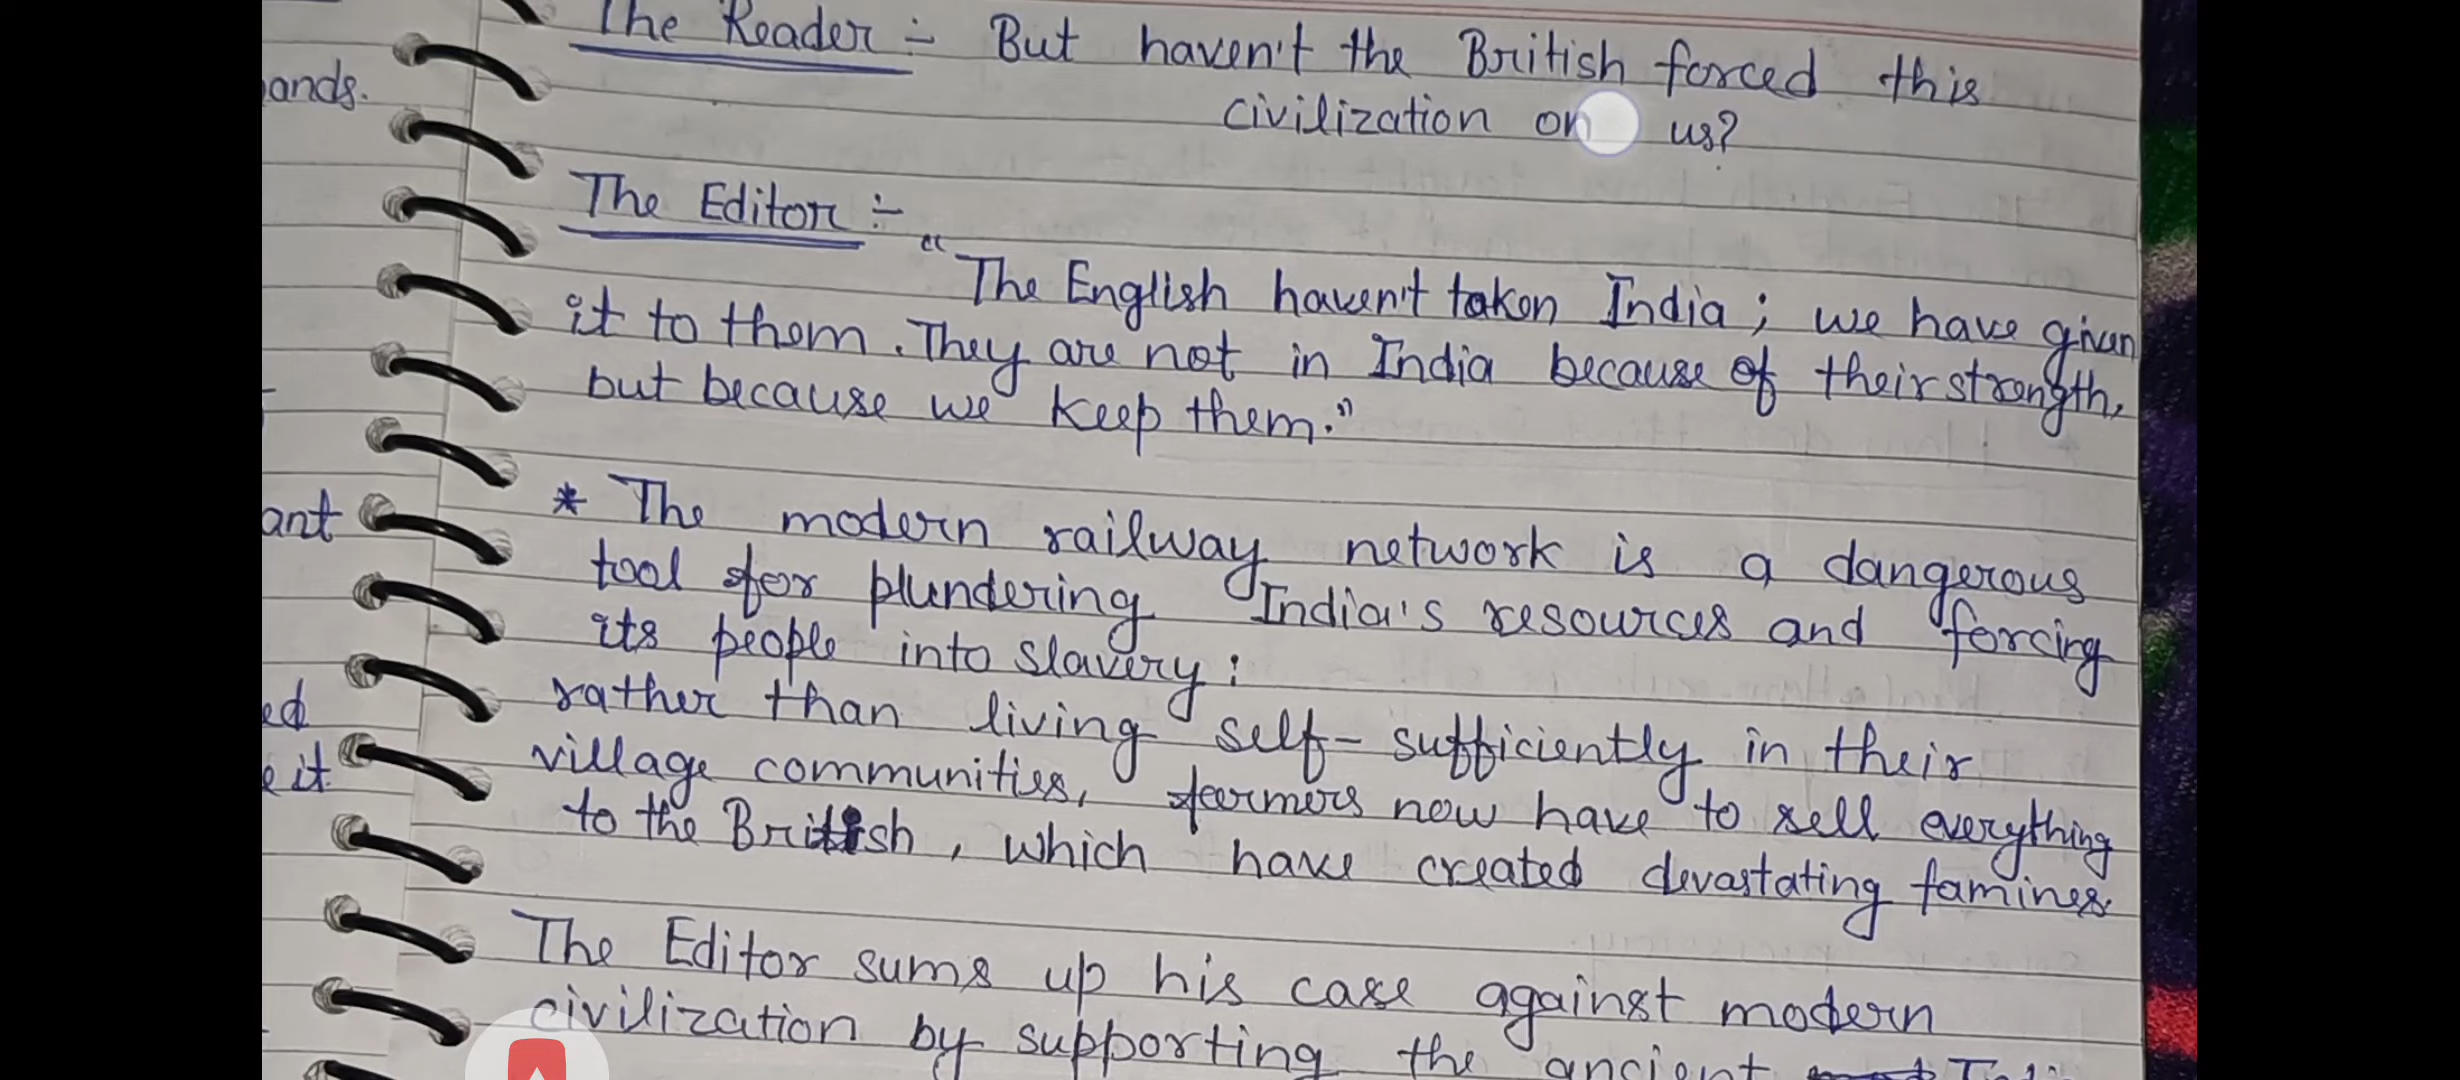 ands.
ant
ed
e it
The Reader :- But haven't the British forced this
civilization on us?
The Editor :-
"The English haven't taken India; we have given
it to them. They are not in India because of their strength,
but because we keep them."
* The modern railway network is a dangerous
tool for plundering India's resources and forcing
its people into slavery:
rather than living self-sufficiently in their
village communities, farmers now have to sell everything
to the British, which have created devastating famines.
The Editor sums up his case against modern
civilization by supporting the ancient